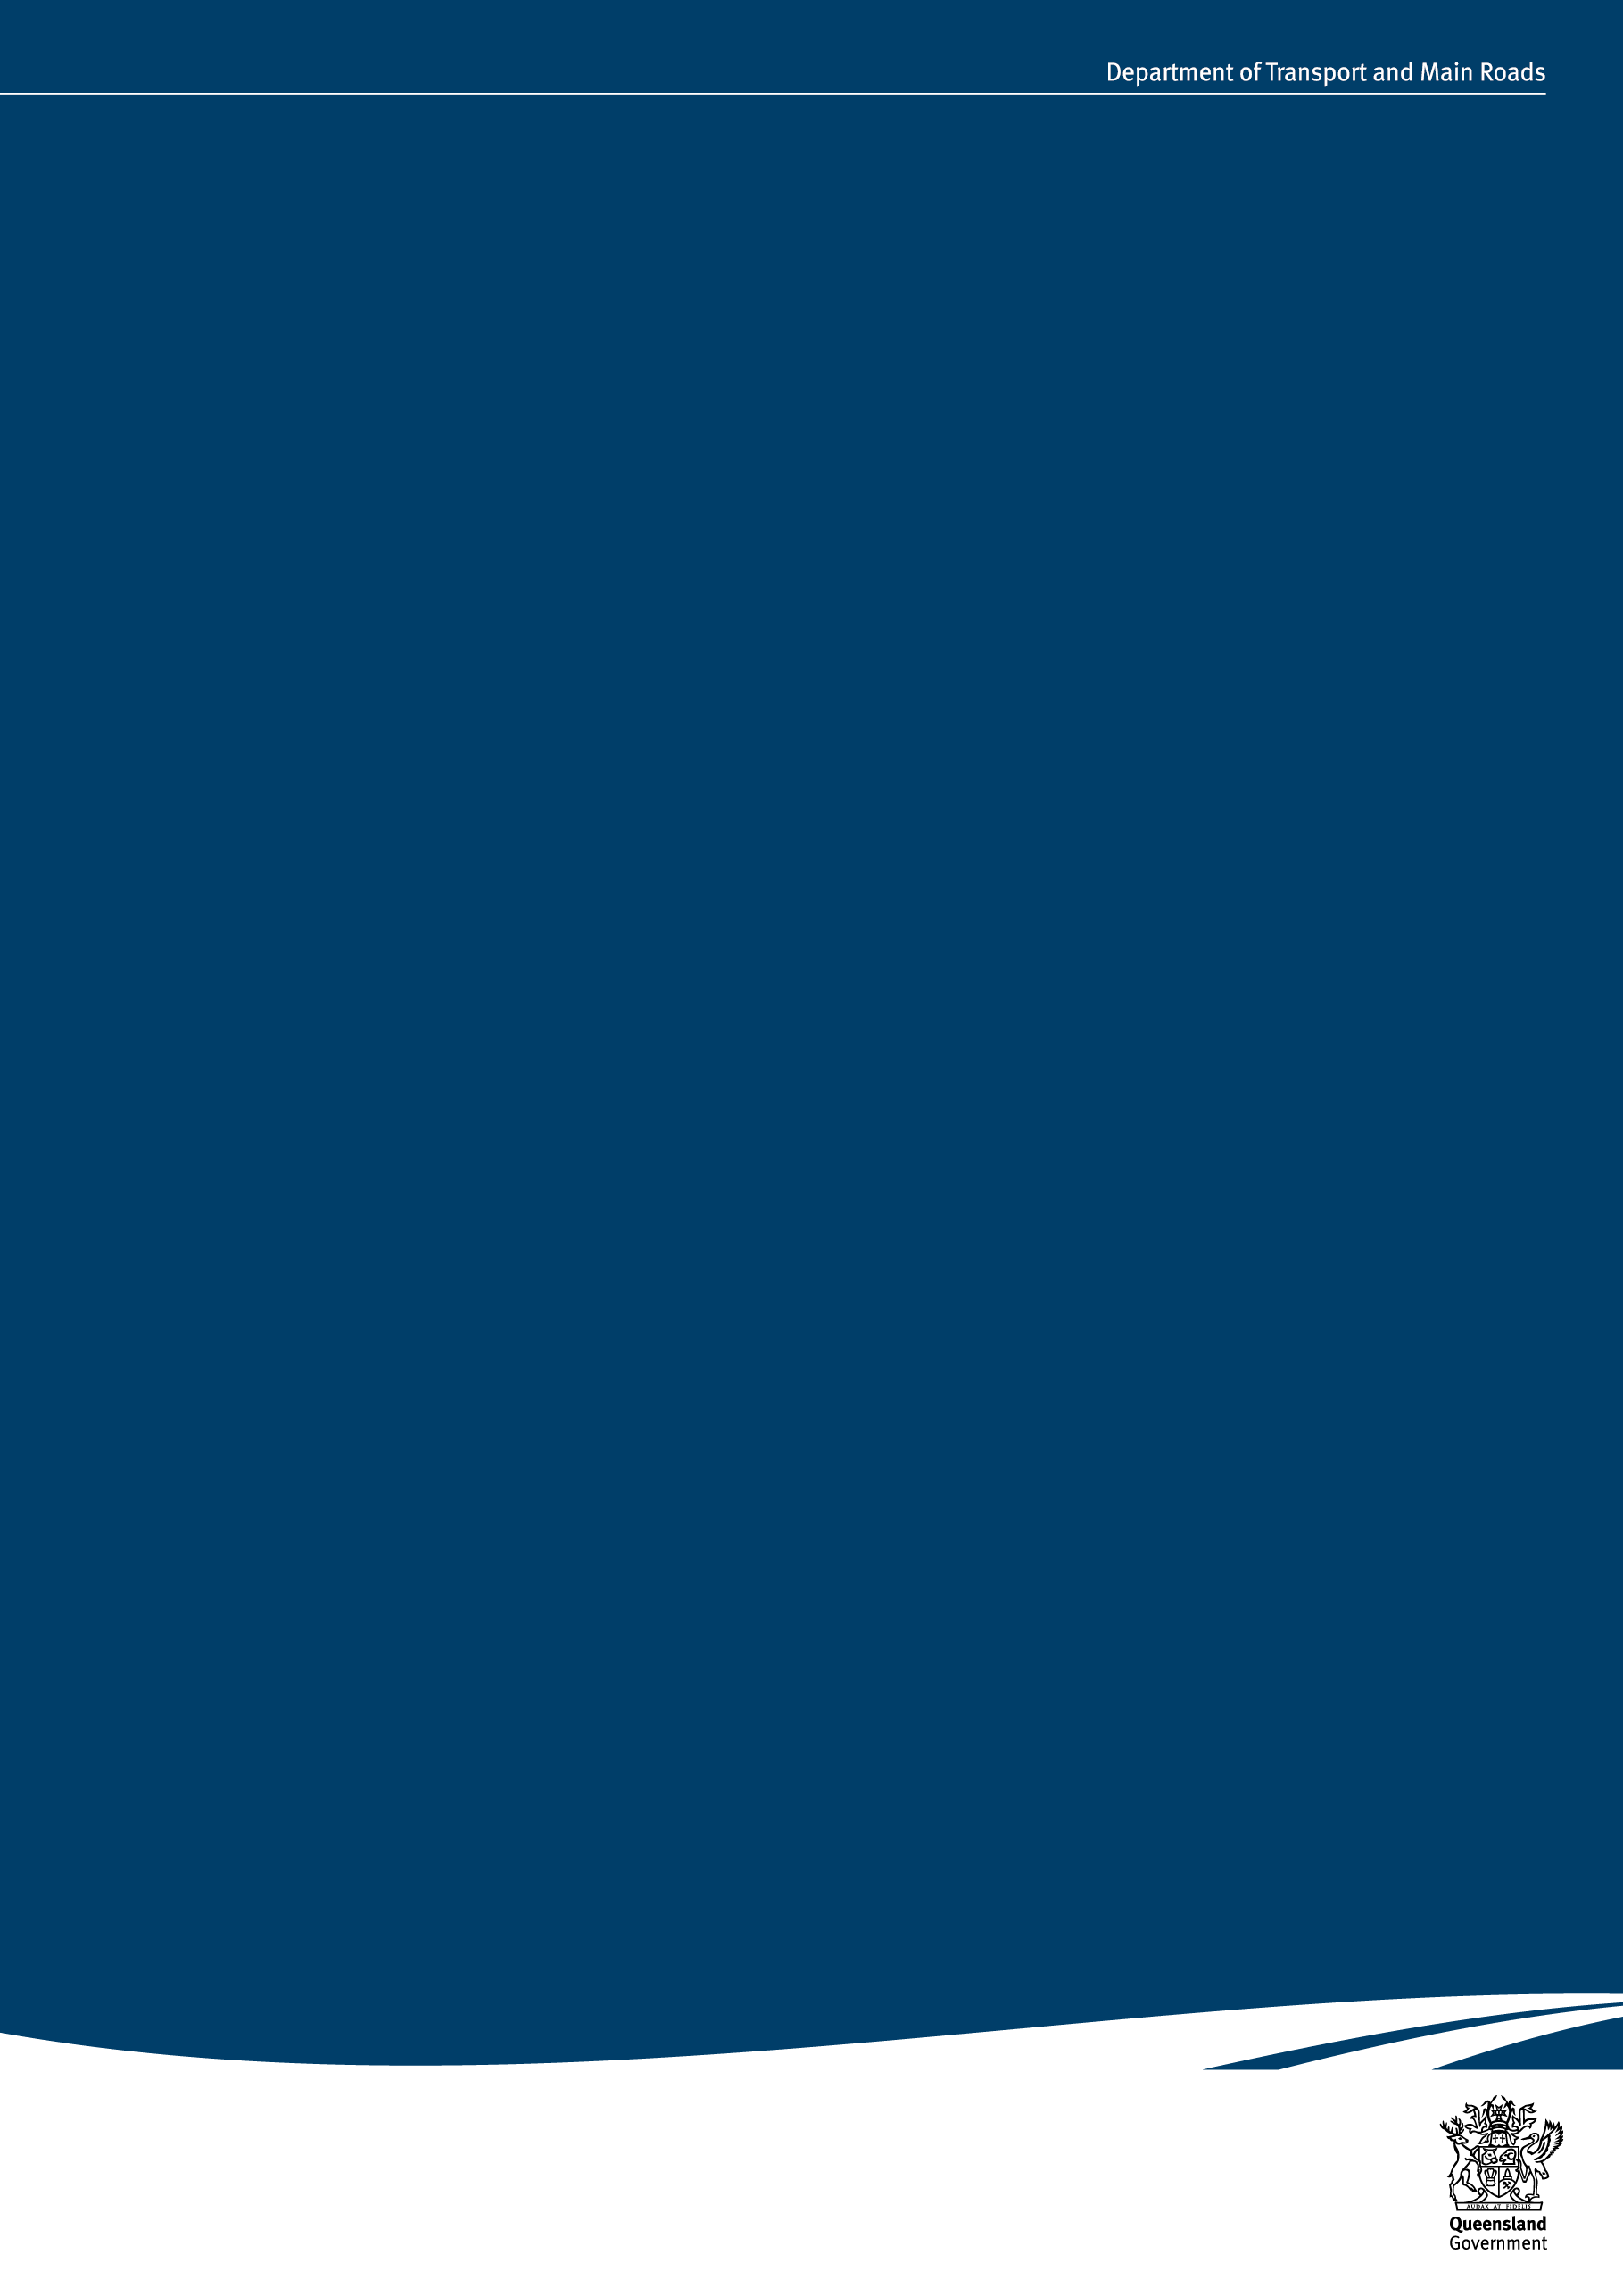 Department of Transport and Main Roads
AUDAX AT FIDELIS
Queensland
Government